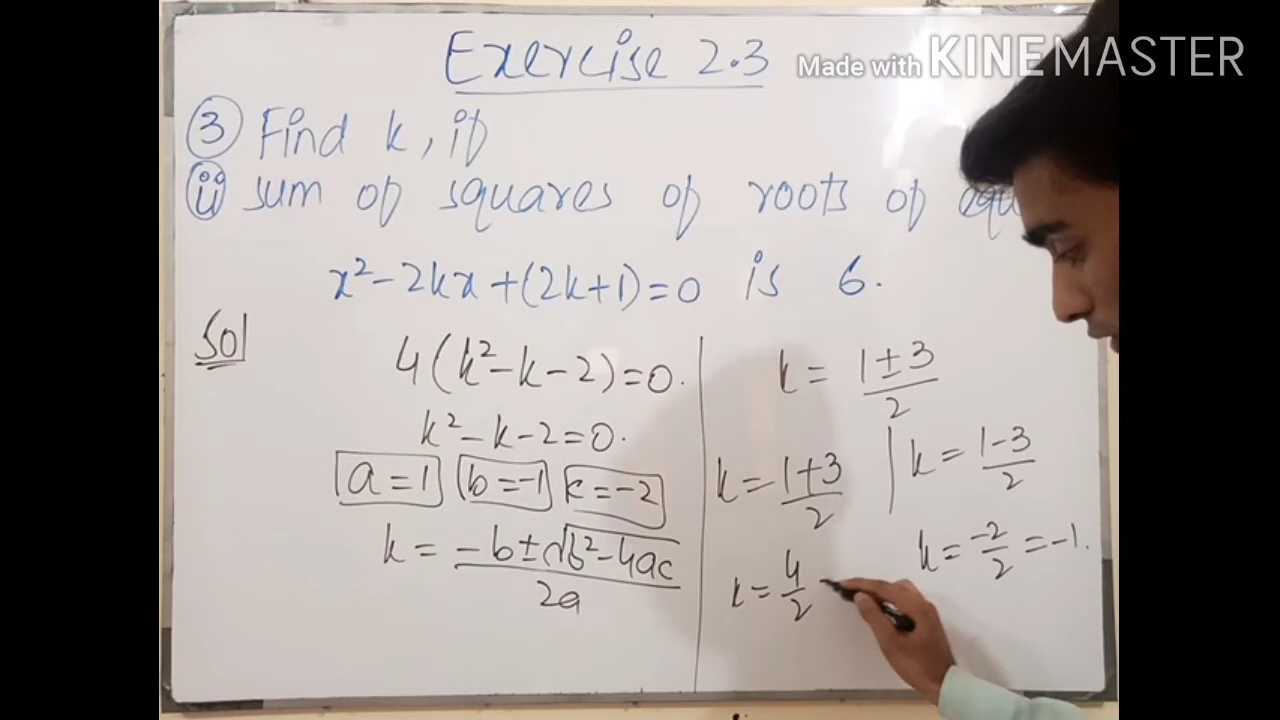 Exercise 2.3
Made with KINEMASTER
③ Find k, if
ⓘⓘ sum of squares of roots of equ
x²-2kx+(2k+1)=0 is 6.
Sol
4(k²-k-2)=0.
k²-k-2=0.
a=1 b=-1 c=-2
k= -b±√b²-4ac / 2a
k= 1±3 / 2
k= 1+3 / 2
k= 4/2
k= 1-3 / 2
k= -2/2 =-1.